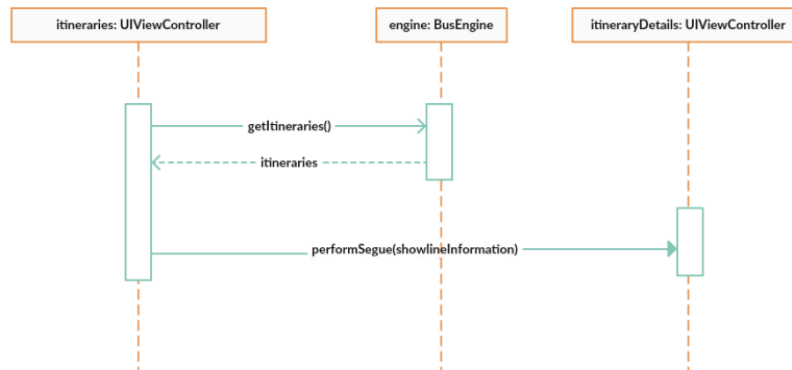 itineraries: UIViewController
engine: BusEngine
itineraryDetails: UIViewController
getItineraries()
itineraries
performSegue(showlineInformation)